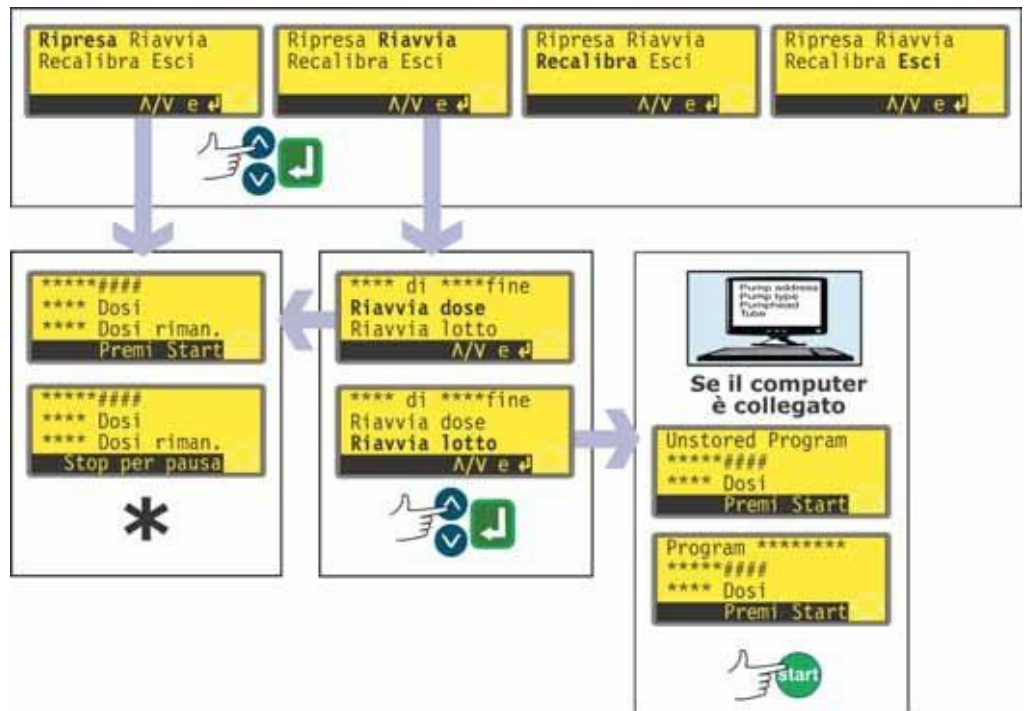 Ripresa Riavvia
Recalibra Esci
Λ/V e ↲
Ripresa Riavvia
Recalibra Esci
Λ/V e ↲
Ripresa Riavvia
Recalibra Esci
Λ/V e ↲
Ripresa Riavvia
Recalibra Esci
Λ/V e ↲
*****####
**** Dosi
**** Dosi riman.
Premi Start
*****####
**** Dosi
**** Dosi riman.
Stop per pausa
*
**** di ****fine
Riavvia dose
Riavvia lotto
Λ/V e ↲
**** di ****fine
Riavvia dose
Riavvia lotto
Λ/V e ↲
Pump address
Pump type
Pumphead
Tube
Se il computer
è collegato
Unstored Program
*****####
**** Dosi
Premi Start
Program ********
*****####
**** Dosi
Premi Start
start